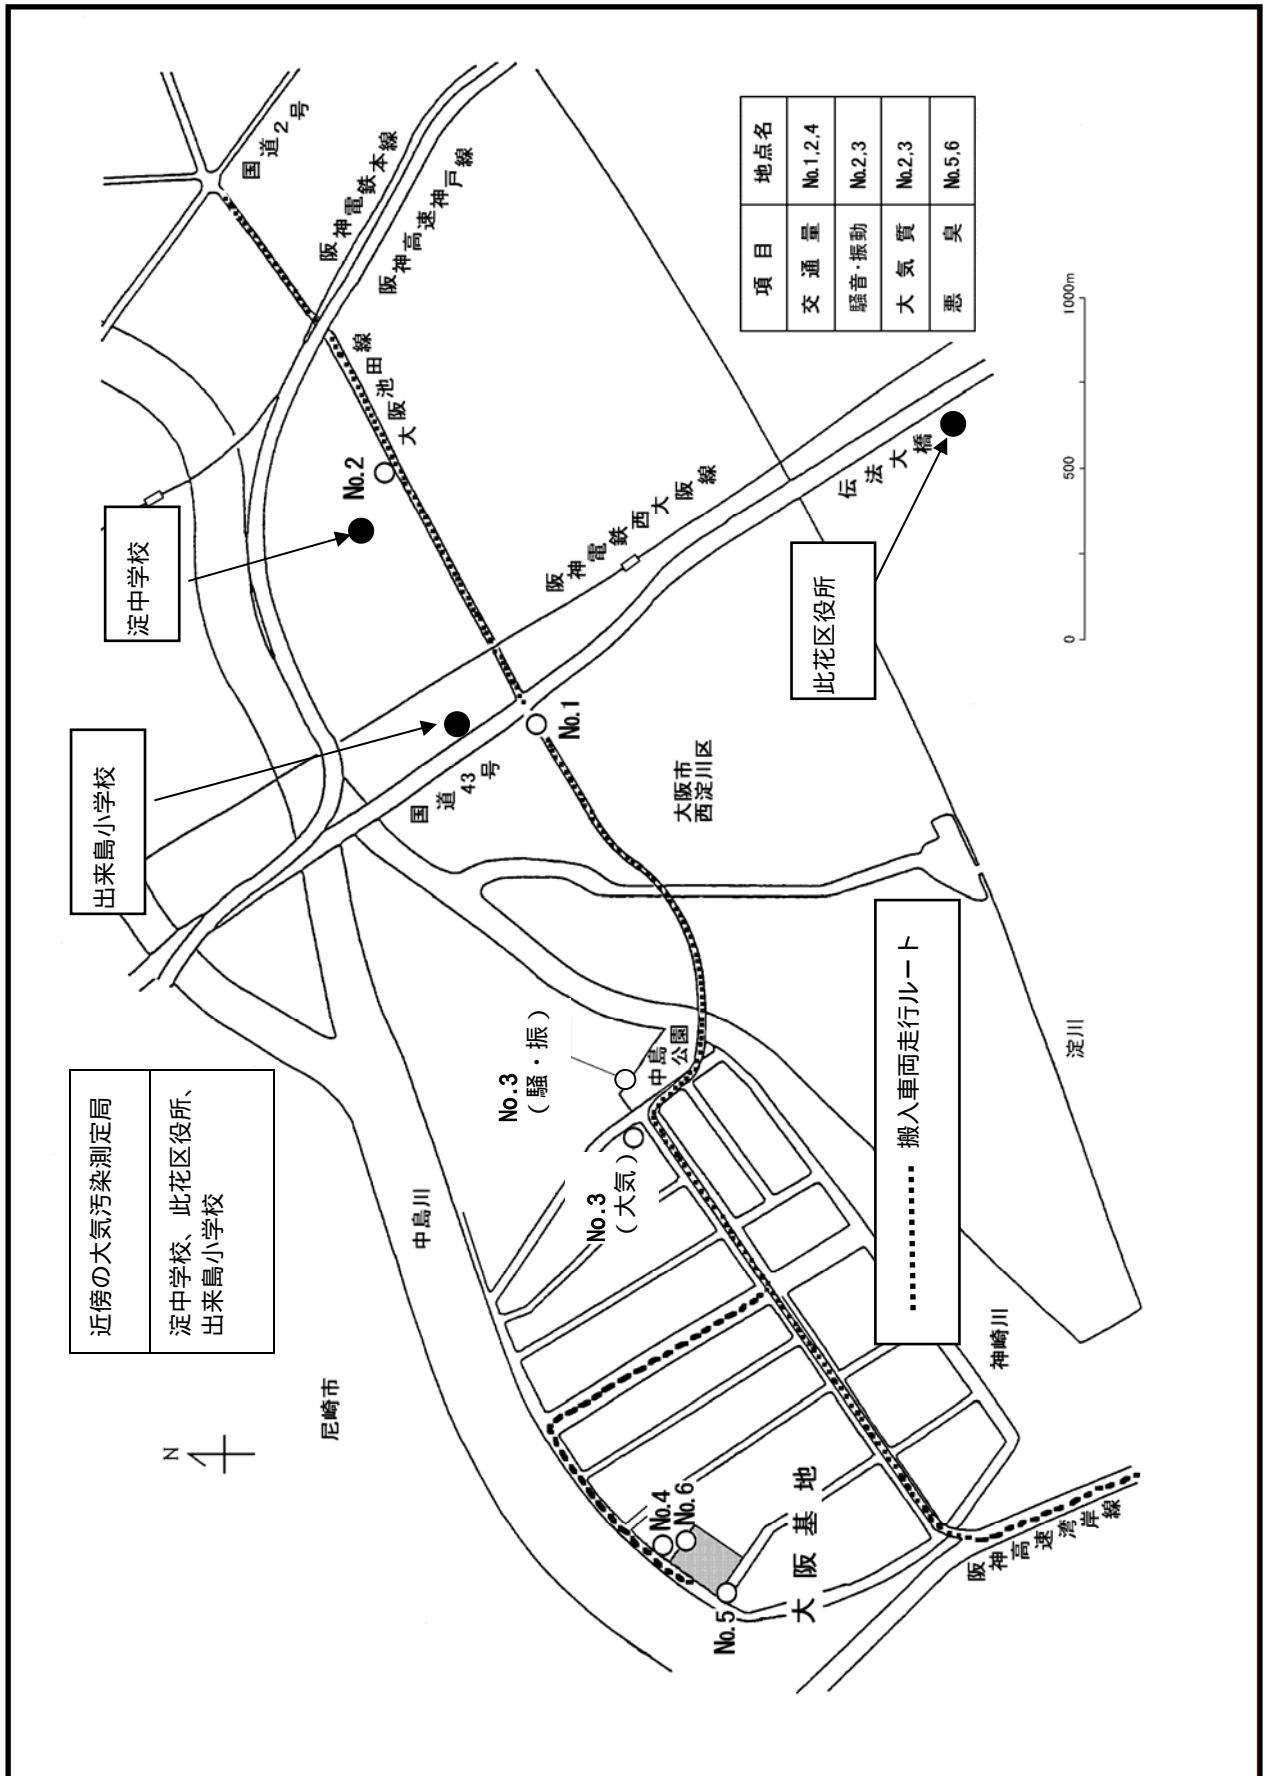 近傍の大気汚染測定局
淀中学校、此花区役所、
出来島小学校
出来島小学校
淀中学校
此花区役所
N
尼崎市
中島川
国道2号
阪神電鉄本線
阪神高速神戸線
大阪池田線
No.2
阪神電鉄西大阪線
伝法大橋
国道43号
No.1
大阪市
西淀川区
No.3
（騒・振）
中島
公園
No.3
（大気）
No.4
No.6
No.5
大阪基地
阪神高速湾岸線
神崎川
淀川
搬入車両走行ルート
項目 地点名
交通量 No.1,2,4
騒音・振動 No.2,3
大気質 No.2,3
悪臭 No.5,6
0 500 1000m